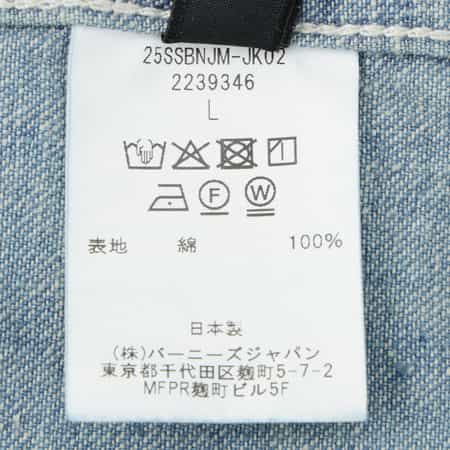 25SSBNJM-JK02
2239346
L
F W
表地 綿 100%
日本製
(株)バーニーズジャパン
東京都千代田区麹町5-7-2
MFPR麹町ビル5F